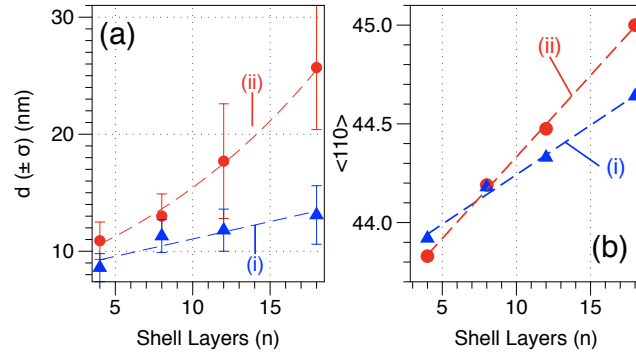 (a)
(ii)
(i)
30
20
10
d (± σ) (nm)
5
10
15
Shell Layers (n)
45.0
44.5
44.0
<110>
(ii)
(i)
(b)
5
10
15
Shell Layers (n)